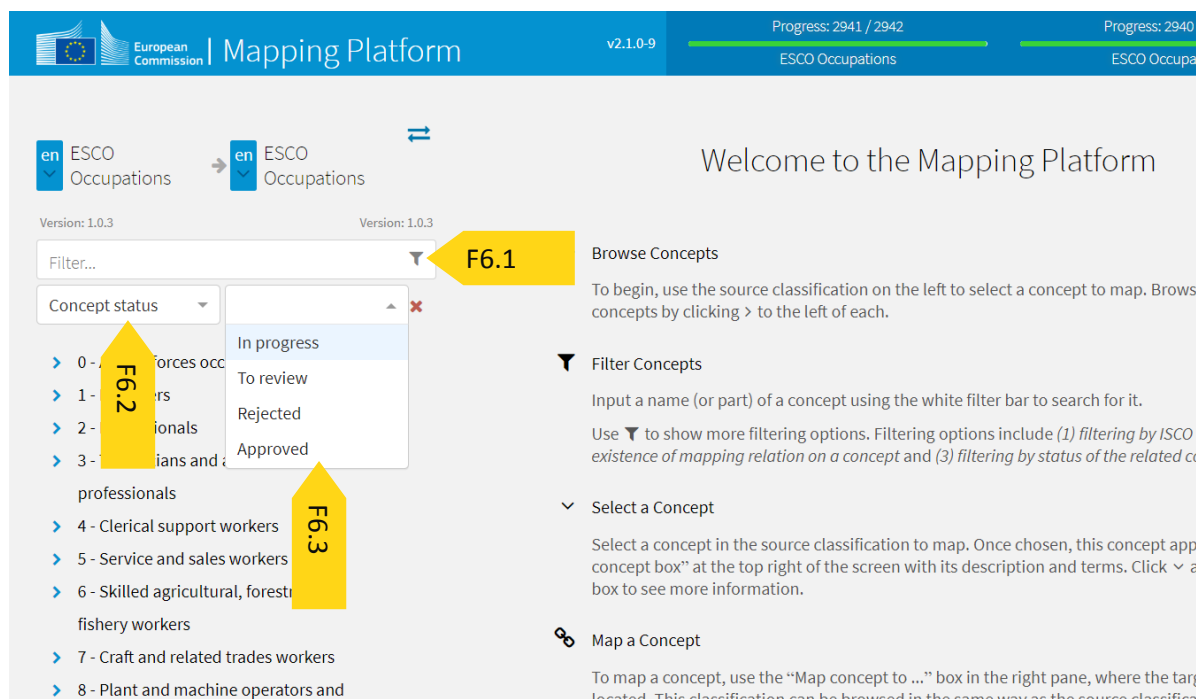 European
Commission
Mapping Platform
v2.1.0-9
Progress: 2941 / 2942
ESCO Occupations
Progress: 2940
ESCO Occupa
en
ESCO
Occupations
en
ESCO
Occupations
Welcome to the Mapping Platform
Version: 1.0.3
Version: 1.0.3
Filter...
F6.1
Concept status
In progress
To review
Rejected
Approved
F6.2
F6.3
0 - orces occ
1 - rs
2 - ionals
3 - ians and
professionals
4 - Clerical support workers
5 - Service and sales workers
6 - Skilled agricultural, forestr
fishery workers
7 - Craft and related trades workers
8 - Plant and machine operators and
Browse Concepts
To begin, use the source classification on the left to select a concept to map. Brows
concepts by clicking > to the left of each.
Filter Concepts
Input a name (or part) of a concept using the white filter bar to search for it.
Use to show more filtering options. Filtering options include (1) filtering by ISCO
existence of mapping relation on a concept and (3) filtering by status of the related co
Select a Concept
Select a concept in the source classification to map. Once chosen, this concept app
concept box” at the top right of the screen with its description and terms. Click a
box to see more information.
Map a Concept
To map a concept, use the “Map concept to ...” box in the right pane, where the targ